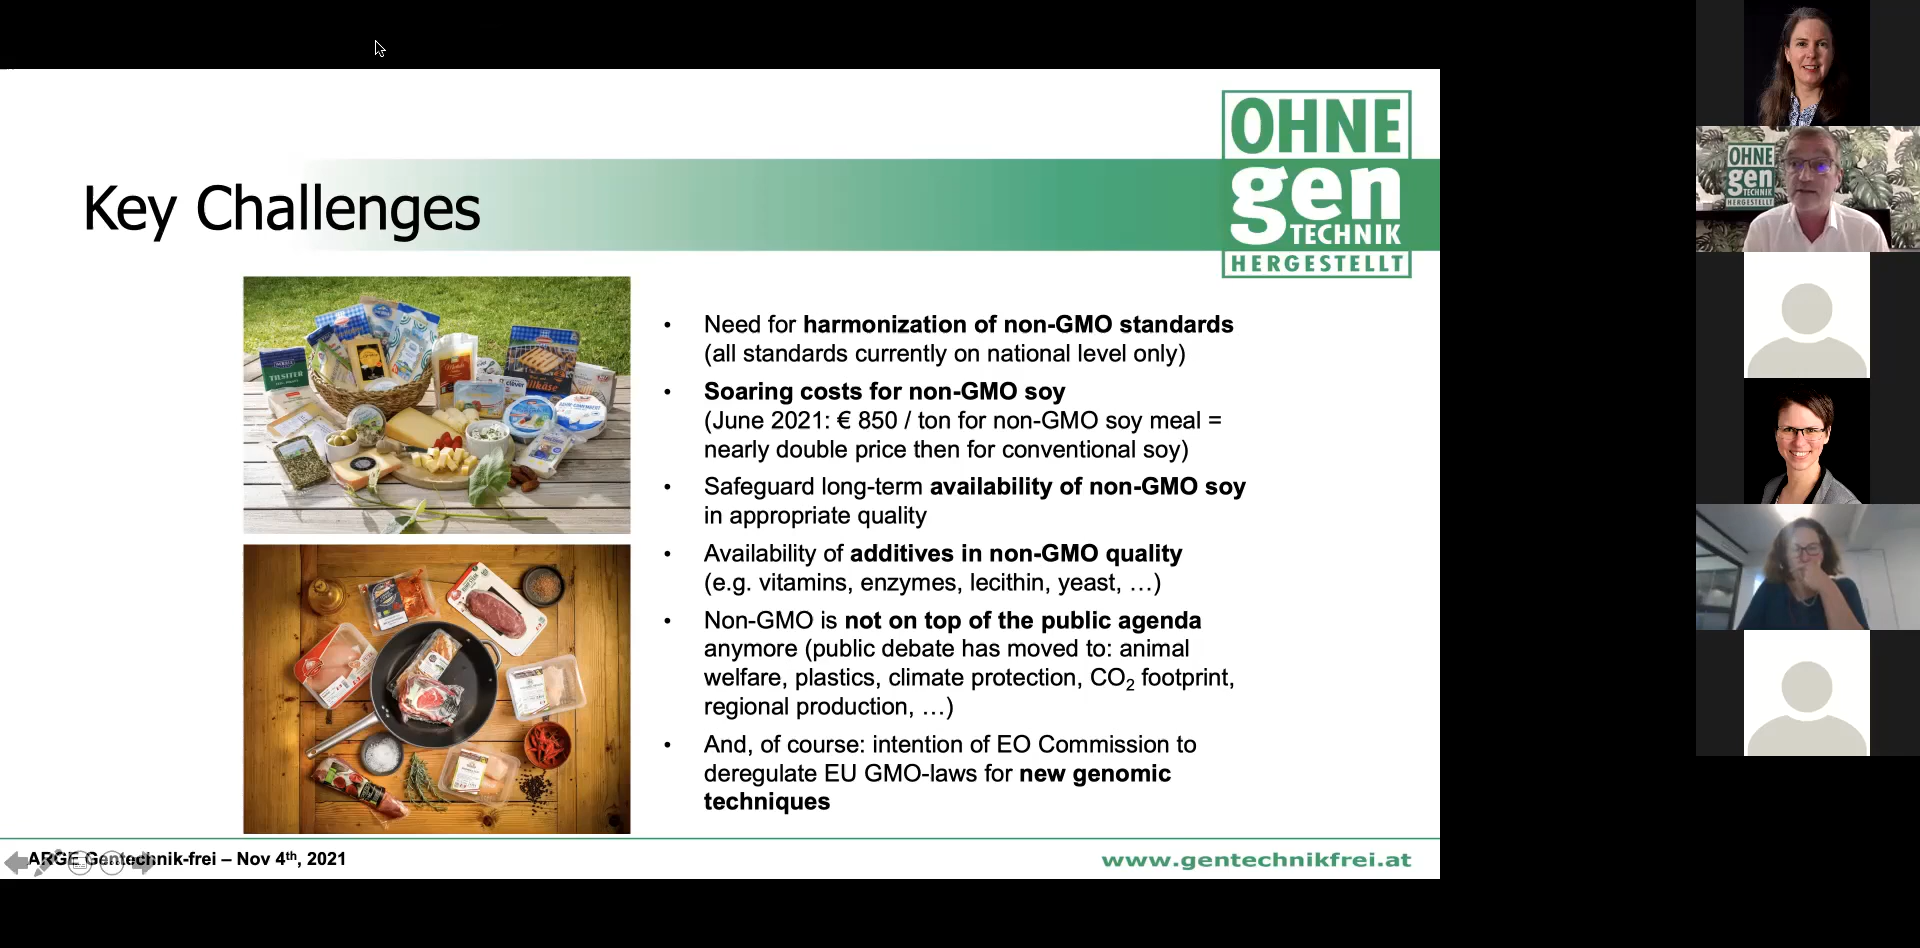 OHNE
gen
TECHNIK
HERGESTELLT
Key Challenges
• Need for harmonization of non-GMO standards
(all standards currently on national level only)
• Soaring costs for non-GMO soy
(June 2021: € 850 / ton for non-GMO soy meal =
nearly double price then for conventional soy)
• Safeguard long-term availability of non-GMO soy
in appropriate quality
• Availability of additives in non-GMO quality
(e.g. vitamins, enzymes, lecithin, yeast, …)
• Non-GMO is not on top of the public agenda
anymore (public debate has moved to: animal
welfare, plastics, climate protection, CO₂ footprint,
regional production, …)
• And, of course: intention of EO Commission to
deregulate EU GMO-laws for new genomic
techniques
TILSITER
clever
ARGE Gentechnik-frei – Nov 4th, 2021
www.gentechnikfrei.at
OHNE
gen
TECHNIK
HERGESTELLT